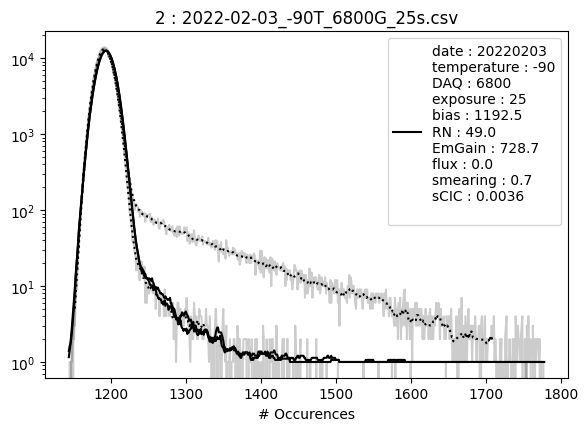 2 : 2022-02-03_-90T_6800G_25s.csv
date : 20220203
temperature : -90
DAQ : 6800
exposure : 25
bias : 1192.5
RN : 49.0
EmGain : 728.7
flux : 0.0
smearing : 0.7
sCIC : 0.0036
10⁴
10³
10²
10¹
10⁰
1200 1300 1400 1500 1600 1700 1800
# Occurences